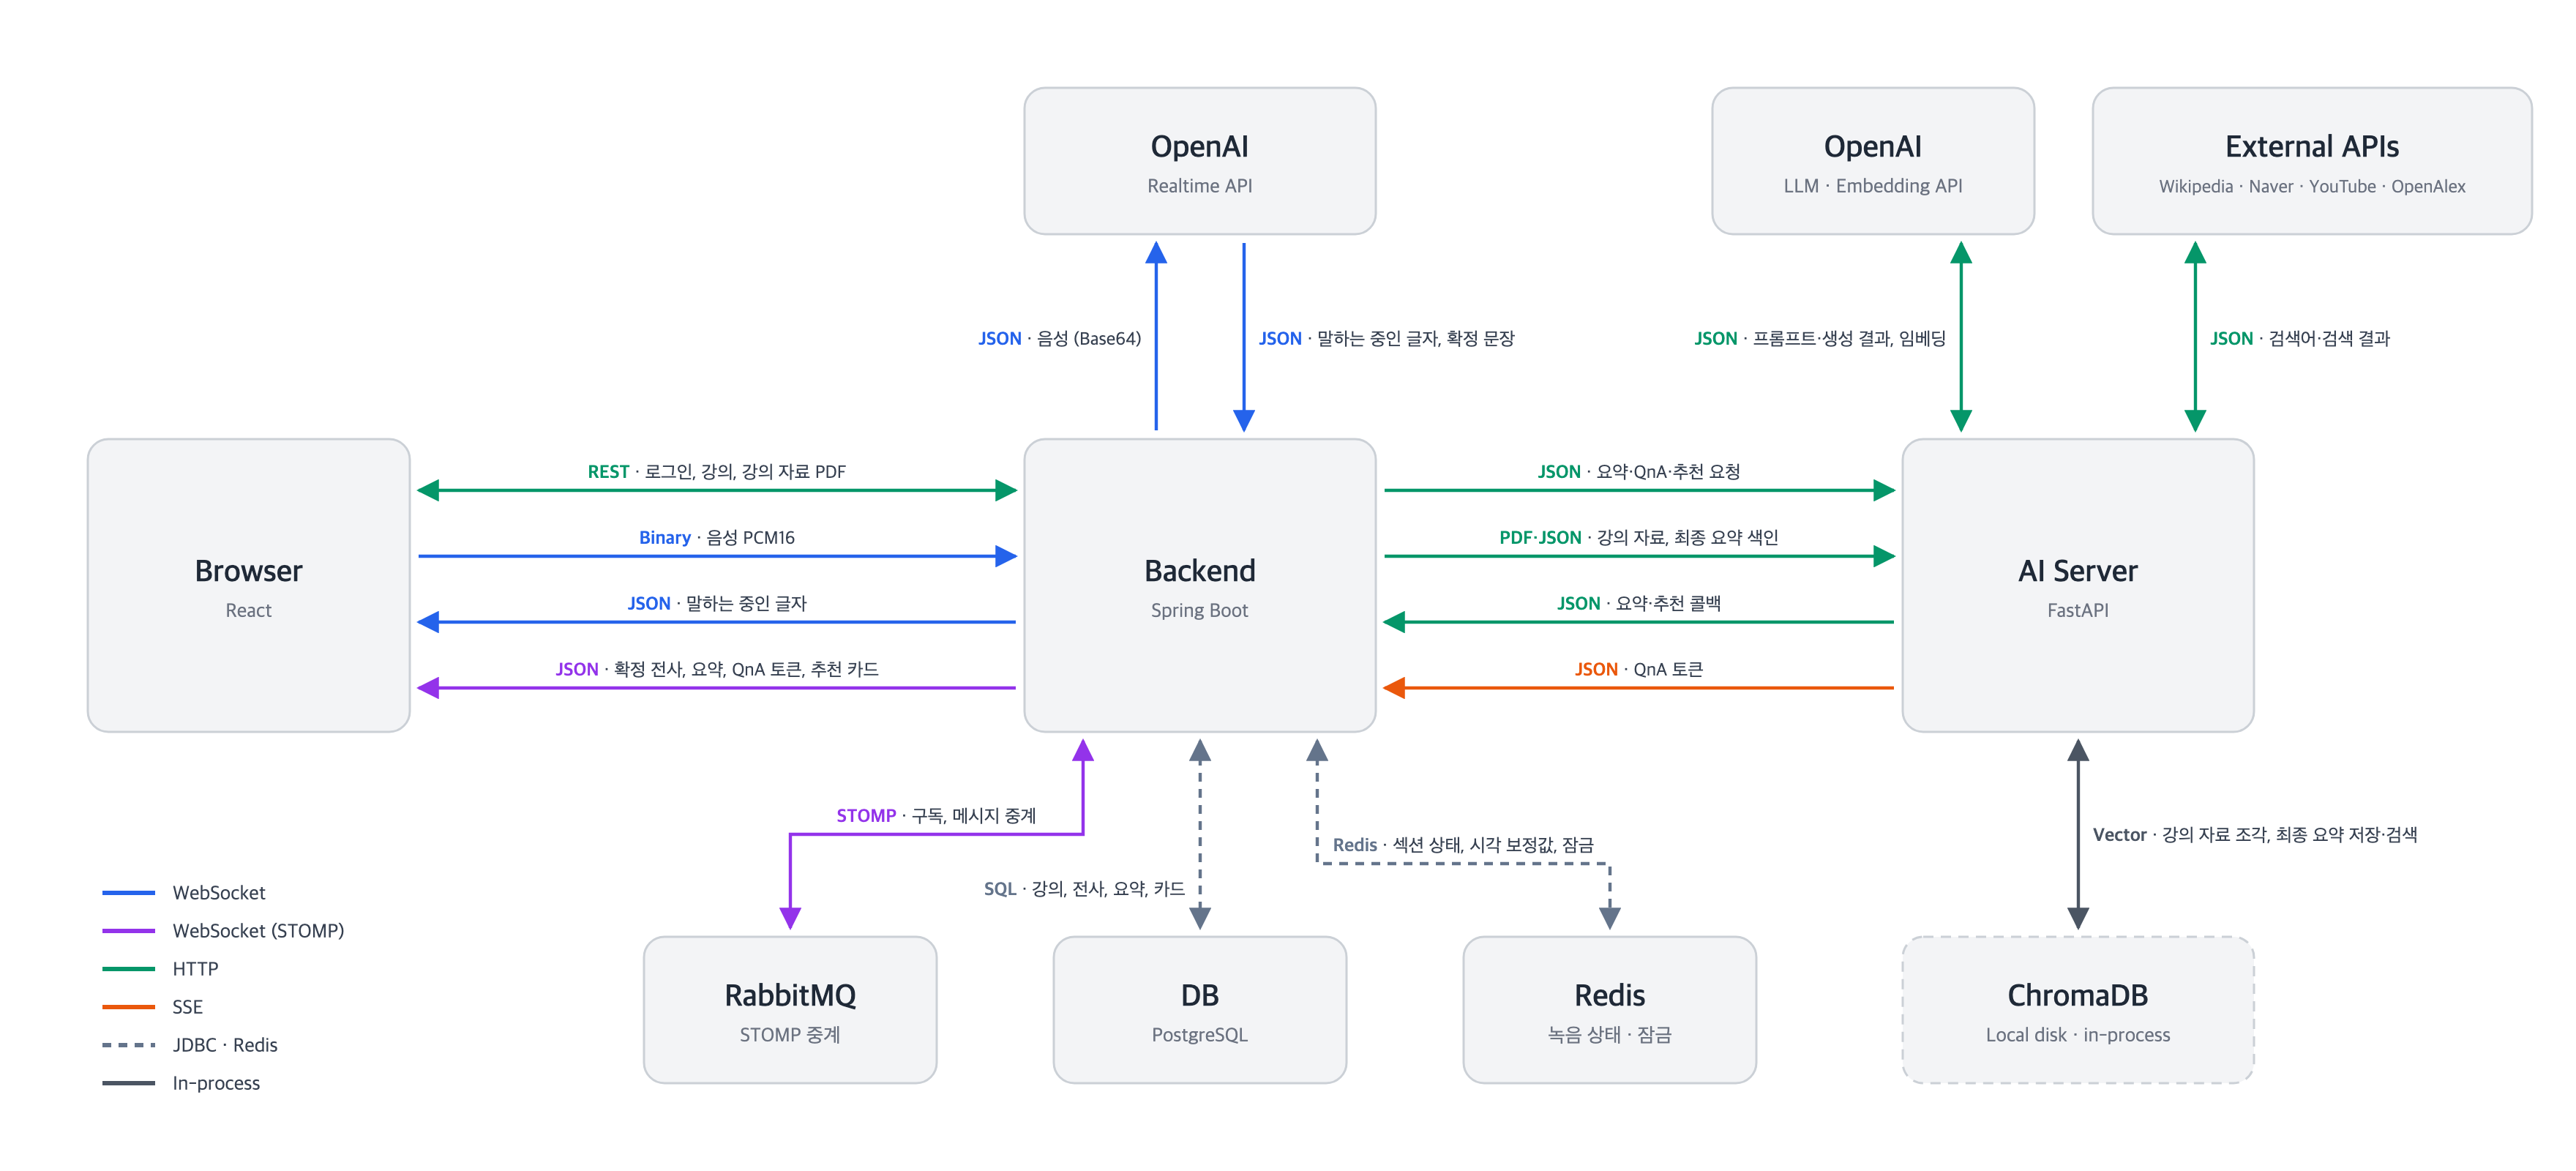 OpenAI
Realtime API
OpenAI
LLM · Embedding API
External APIs
Wikipedia · Naver · YouTube · OpenAlex
JSON · 음성 (Base64)
JSON · 말하는 중인 글자, 확정 문장
JSON · 프롬프트·생성 결과, 임베딩
JSON · 검색어·검색 결과
Browser
React
REST · 로그인, 강의, 강의 자료 PDF
Binary · 음성 PCM16
JSON · 말하는 중인 글자
JSON · 확정 전사, 요약, QnA 토큰, 추천 카드
Backend
Spring Boot
JSON · 요약·QnA·추천 요청
PDF·JSON · 강의 자료, 최종 요약 색인
JSON · 요약·추천 콜백
JSON · QnA 토큰
AI Server
FastAPI
STOMP · 구독, 메시지 중계
SQL · 강의, 전사, 요약, 카드
Redis · 섹션 상태, 시각 보정값, 잠금
Vector · 강의 자료 조각, 최종 요약 저장·검색
RabbitMQ
STOMP 중계
DB
PostgreSQL
Redis
녹음 상태 · 잠금
ChromaDB
Local disk · in-process
WebSocket
WebSocket (STOMP)
HTTP
SSE
JDBC · Redis
In-process